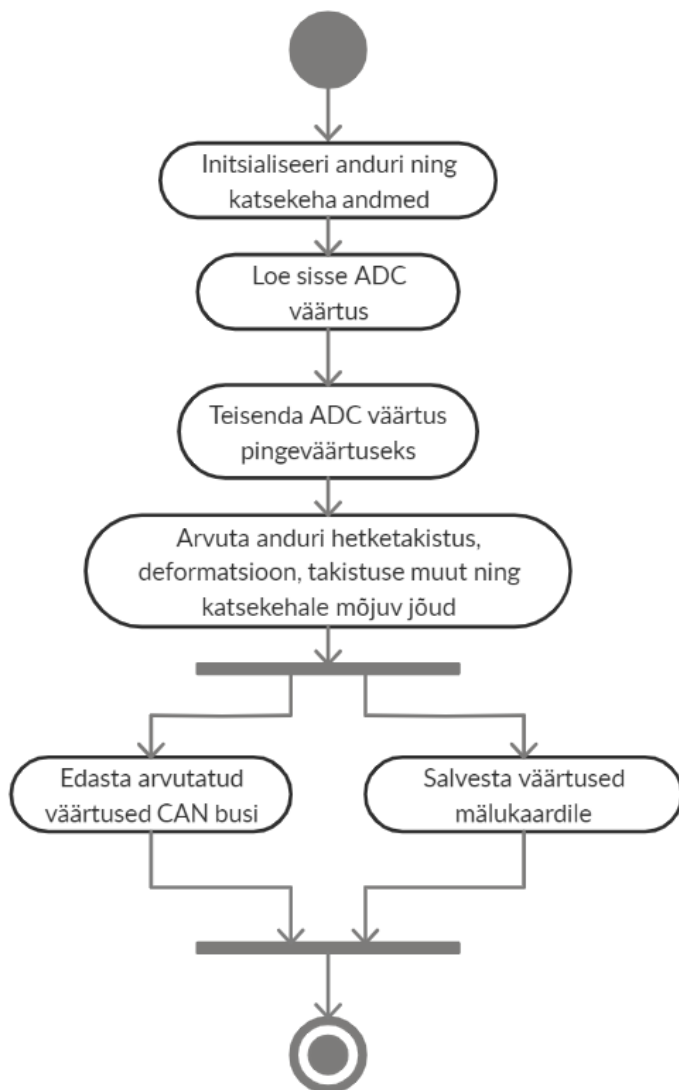 Initsialiseeri anduri ning
katsekeha andmed
Loe sisse ADC
väärtus
Teisenda ADC väärtus
pingeväärtuseks
Arvuta anduri hetketakistus,
deformatsioon, takistuse muut ning
katsekehale mõjuv jõud
Edasta arvutatud
väärtused CAN busi
Salvesta väärtused
mälukaardile